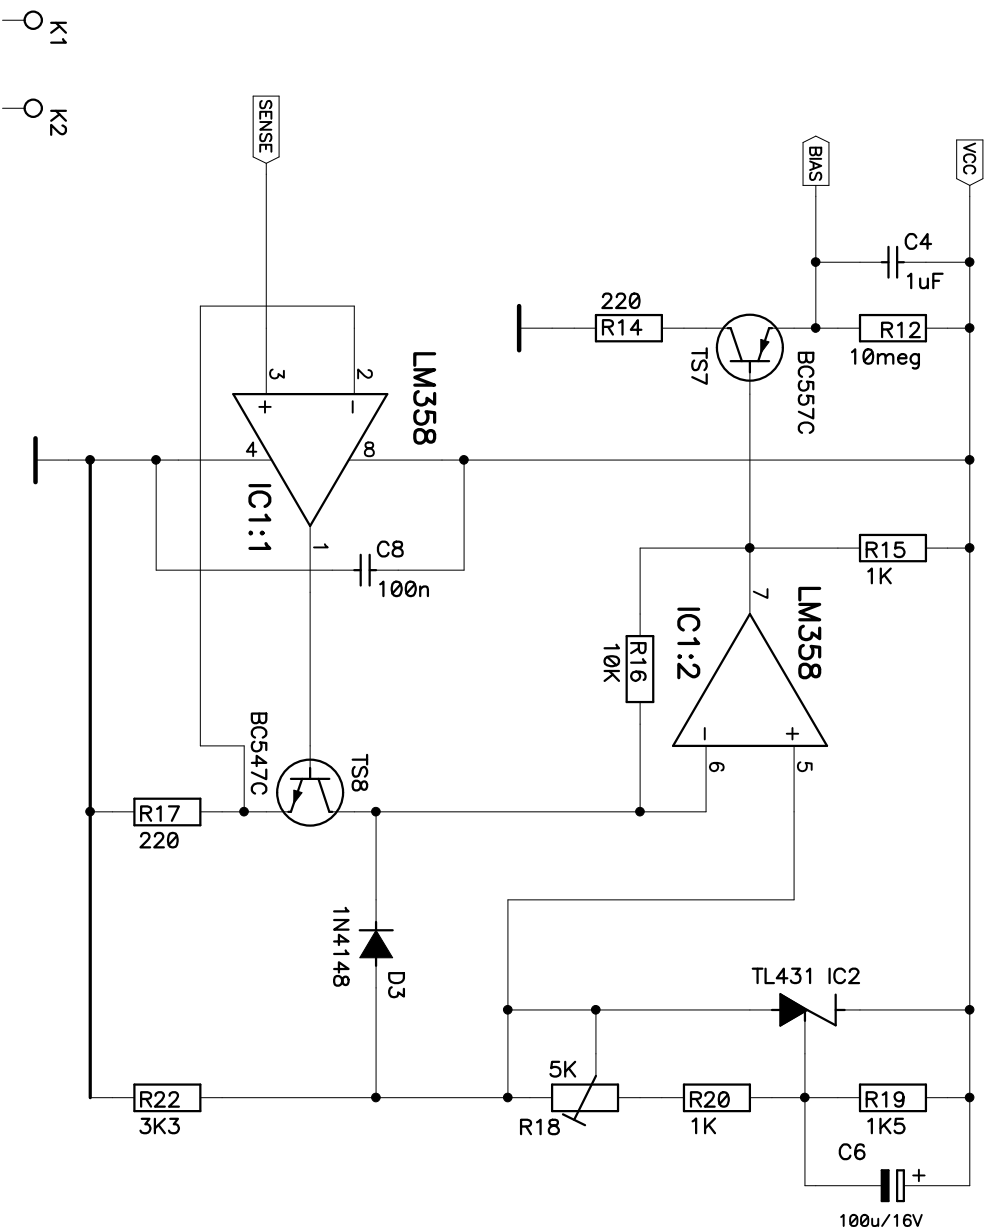 K1
K2
SENSE
BIAS
VCC
C4
1uF
220
R14
R12
10meg
TS7
BC557C
3
2
+
–
LM358
4
8
IC1:1
1
C8
100n
R15
1K
7
LM358
IC1:2
R16
10K
–
+
6
5
BC547C
TS8
R17
220
1N4148
D3
TL431 IC2
5K
R22
3K3
R18
R20
1K
R19
1K5
C6
+
100u/16V